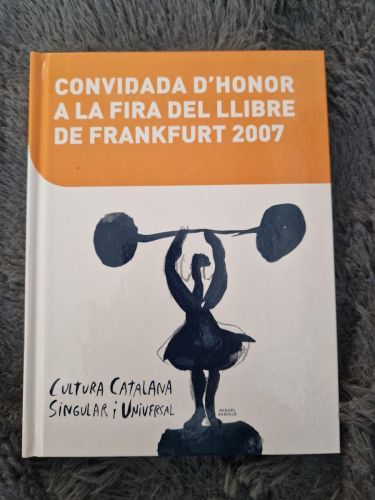 CONVIDADA D'HONOR
A LA FIRA DEL LLIBRE
DE FRANKFURT 2007
CULTURA CATALANA
SINGULAR i UNIVERSAL
MIQUEL
BARCELÓ